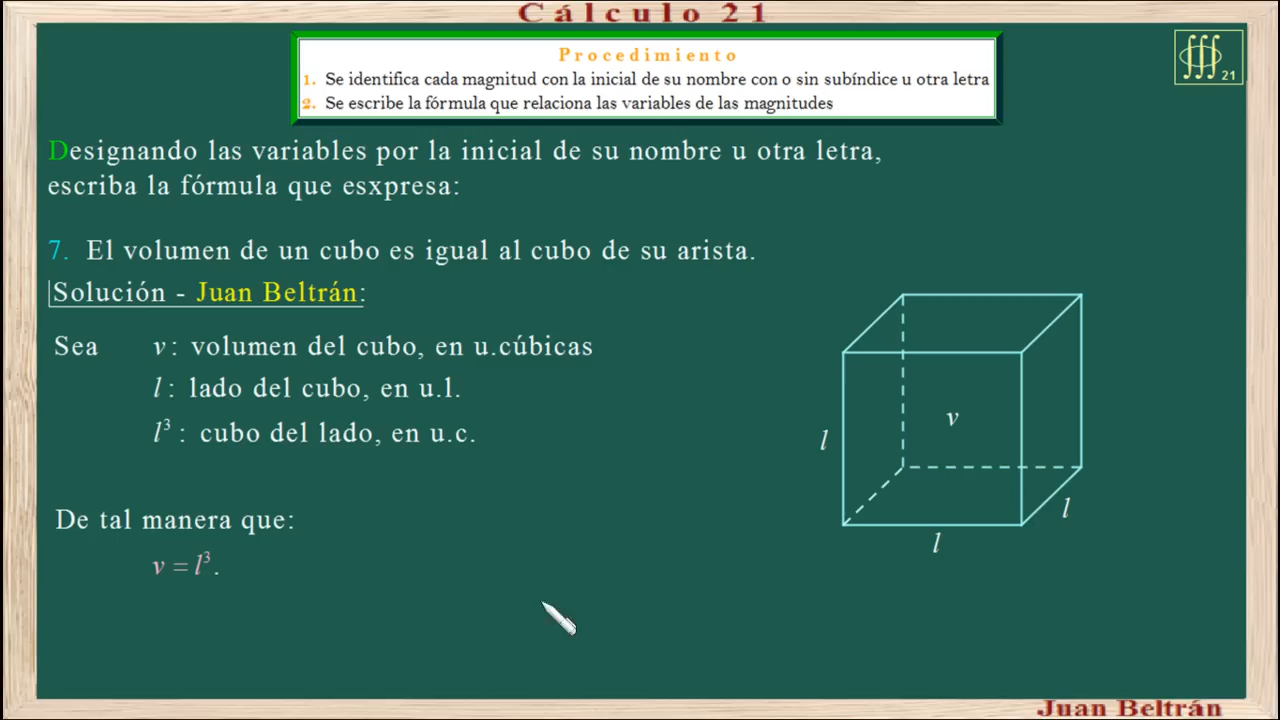 Cálculo 21
Procedimiento
1. Se identifica cada magnitud con la inicial de su nombre con o sin subíndice u otra letra
2. Se escribe la fórmula que relaciona las variables de las magnitudes
∭ 21
Designando las variables por la inicial de su nombre u otra letra,
escriba la fórmula que esxpresa:
7. El volumen de un cubo es igual al cubo de su arista.
Solución - Juan Beltrán:
Sea v: volumen del cubo, en u.cúbicas
l: lado del cubo, en u.l.
l³: cubo del lado, en u.c.
De tal manera que:
v = l³.
v
l
l
l
Juan Beltrán